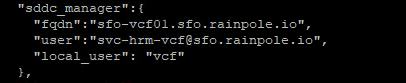 "sddc_manager":{
"fqdn":"sfo-vcf01.sfo.rainpole.io",
"user":"svc-hrm-vcf@sfo.rainpole.io",
"local_user": "vcf"
},